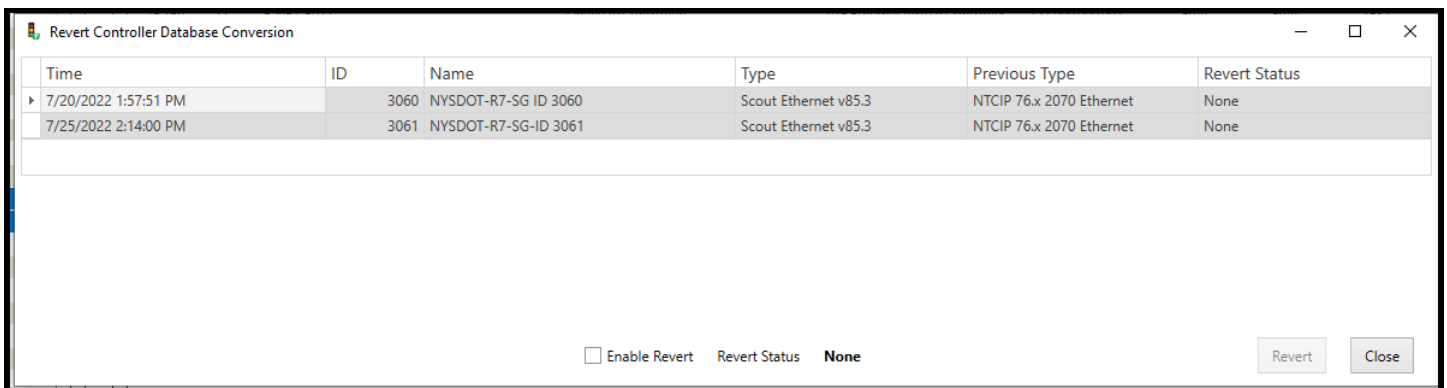 Revert Controller Database Conversion
Time ID Name Type Previous Type Revert Status
7/20/2022 1:57:51 PM 3060 NYSDOT-R7-SG ID 3060 Scout Ethernet v85.3 NTCIP 76.x 2070 Ethernet None
7/25/2022 2:14:00 PM 3061 NYSDOT-R7-SG-ID 3061 Scout Ethernet v85.3 NTCIP 76.x 2070 Ethernet None
Enable Revert Revert Status None Revert Close